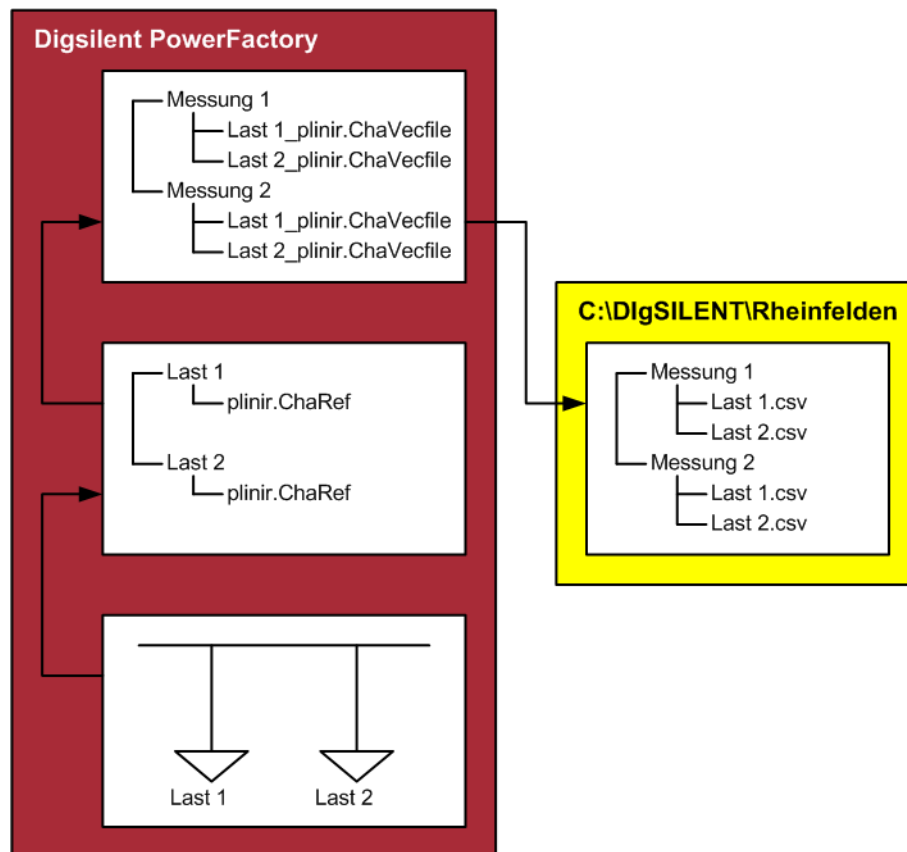 Digsilent PowerFactory
Messung 1
Last 1_plinir.ChaVecfile
Last 2_plinir.ChaVecfile
Messung 2
Last 1_plinir.ChaVecfile
Last 2_plinir.ChaVecfile
Last 1
plinir.ChaRef
Last 2
plinir.ChaRef
Last 1
Last 2
C:\DIgSILENT\Rheinfelden
Messung 1
Last 1.csv
Last 2.csv
Messung 2
Last 1.csv
Last 2.csv